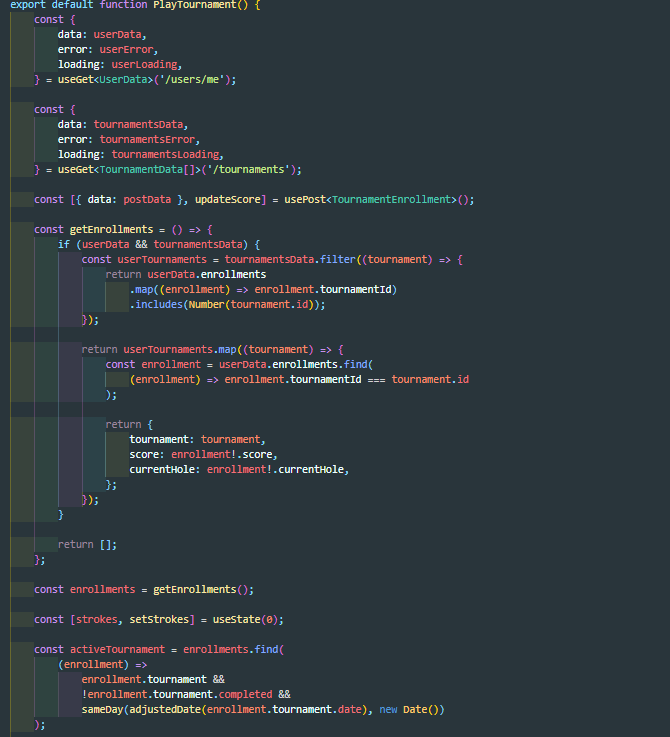 export default function PlayTournament() {
const {
data: userData,
error: userError,
loading: userLoading,
} = useGet<UserData>('/users/me');
const {
data: tournamentsData,
error: tournamentsError,
loading: tournamentsLoading,
} = useGet<TournamentData[]>('/tournaments');
const [{ data: postData }, updateScore] = usePost<TournamentEnrollment>();
const getEnrollments = () => {
if (userData && tournamentsData) {
const userTournaments = tournamentsData.filter((tournament) => {
return userData.enrollments
.map((enrollment) => enrollment.tournamentId)
.includes(Number(tournament.id));
});
return userTournaments.map((tournament) => {
const enrollment = userData.enrollments.find(
(enrollment) => enrollment.tournamentId === tournament.id
);
return {
tournament: tournament,
score: enrollment!.score,
currentHole: enrollment!.currentHole,
};
});
}
return [];
};
const enrollments = getEnrollments();
const [strokes, setStrokes] = useState(0);
const activeTournament = enrollments.find(
(enrollment) =>
enrollment.tournament &&
!enrollment.tournament.completed &&
sameDay(adjustedDate(enrollment.tournament.date), new Date())
);